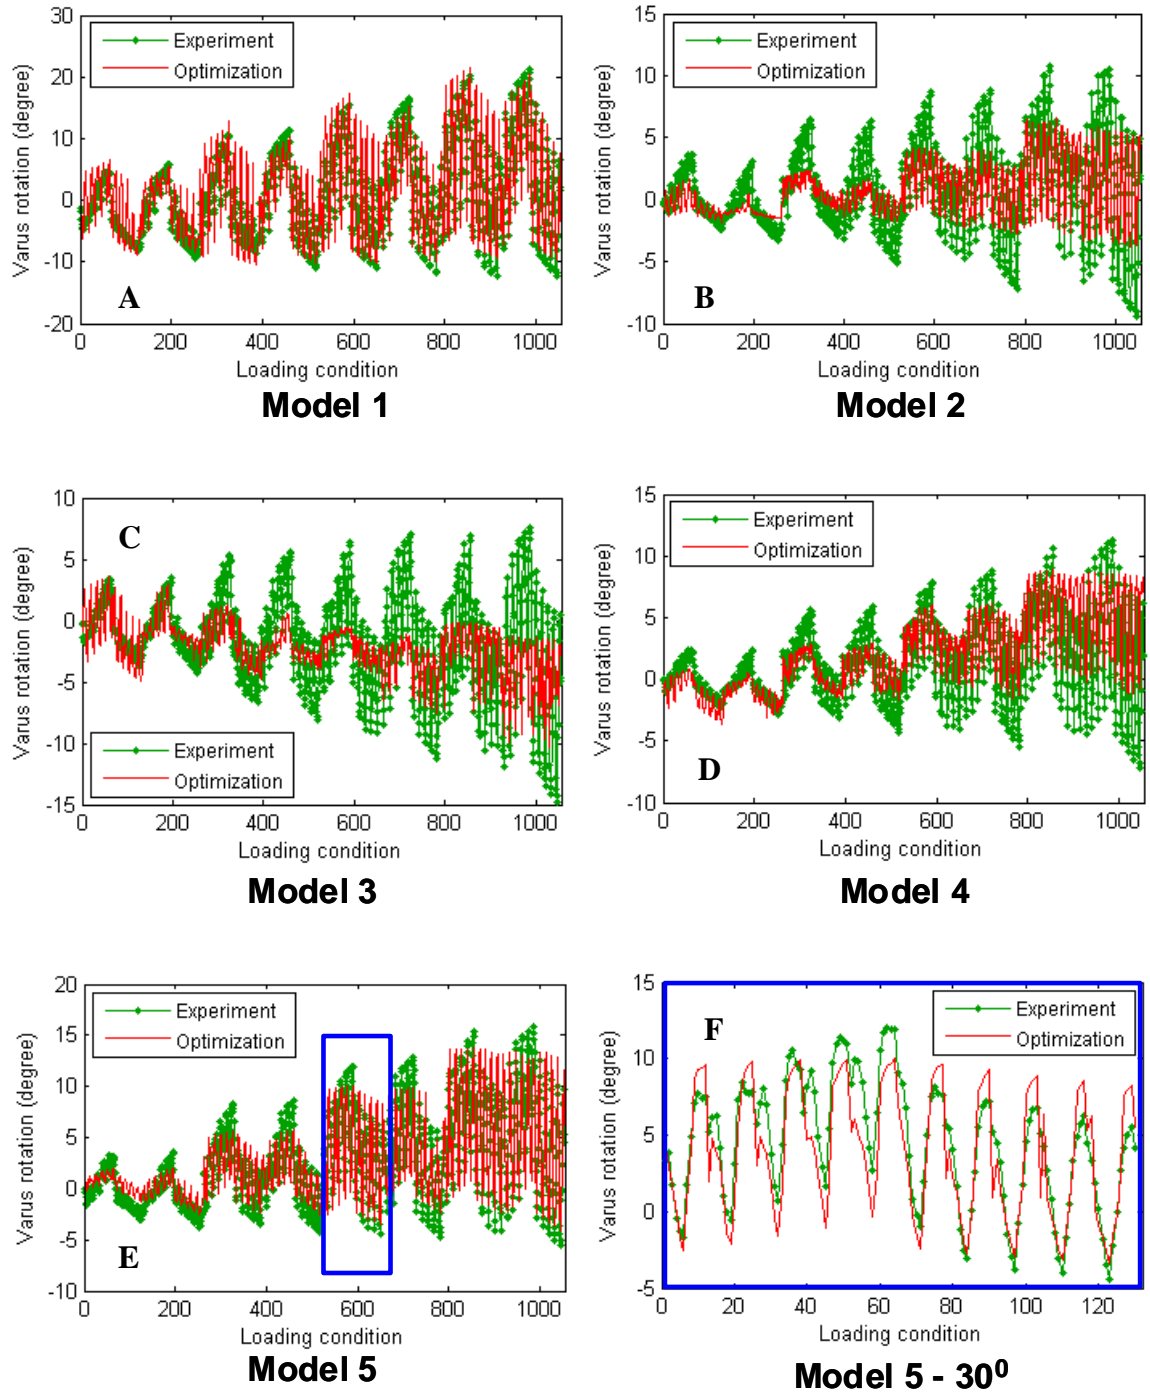 30
20
10
0
-10
-20
Varus rotation (degree)
Experiment
Optimization
A
0 200 400 600 800 1000
Loading condition
Model 1
15
10
5
0
-5
-10
Varus rotation (degree)
Experiment
Optimization
B
0 200 400 600 800 1000
Loading condition
Model 2
10
5
0
-5
-10
-15
Varus rotation (degree)
C
Experiment
Optimization
0 200 400 600 800 1000
Loading condition
Model 3
15
10
5
0
-5
-10
Varus rotation (degree)
Experiment
Optimization
D
0 200 400 600 800 1000
Loading condition
Model 4
20
15
10
5
0
-5
-10
Varus rotation (degree)
Experiment
Optimization
E
0 200 400 600 800 1000
Loading condition
Model 5
15
10
5
0
-5
Varus rotation (degree)
F
Experiment
Optimization
0 20 40 60 80 100 120
Loading condition
Model 5 - 30⁰